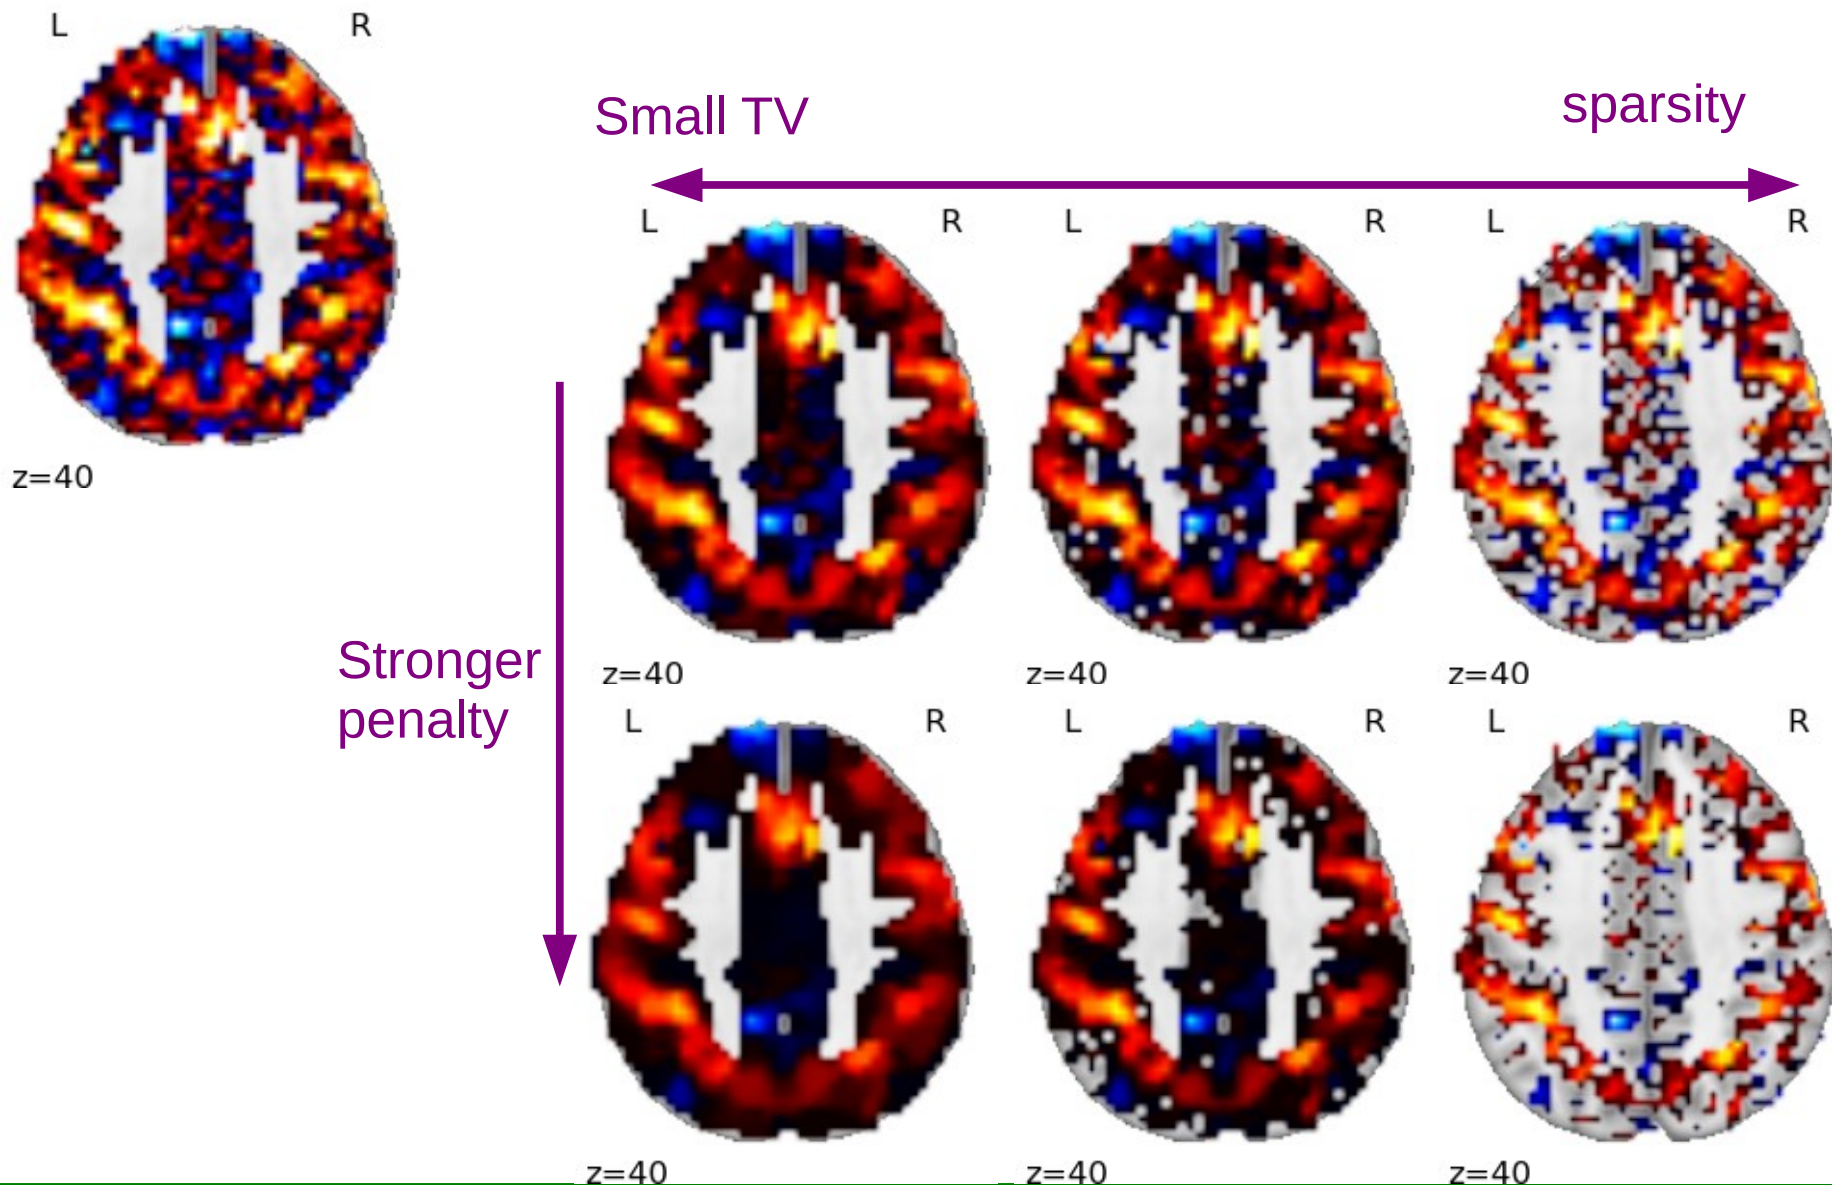 L R
z=40
Small TV
sparsity
L R L R L R
z=40 z=40 z=40
Stronger
penalty
L R L R L R
z=40 z=40 z=40